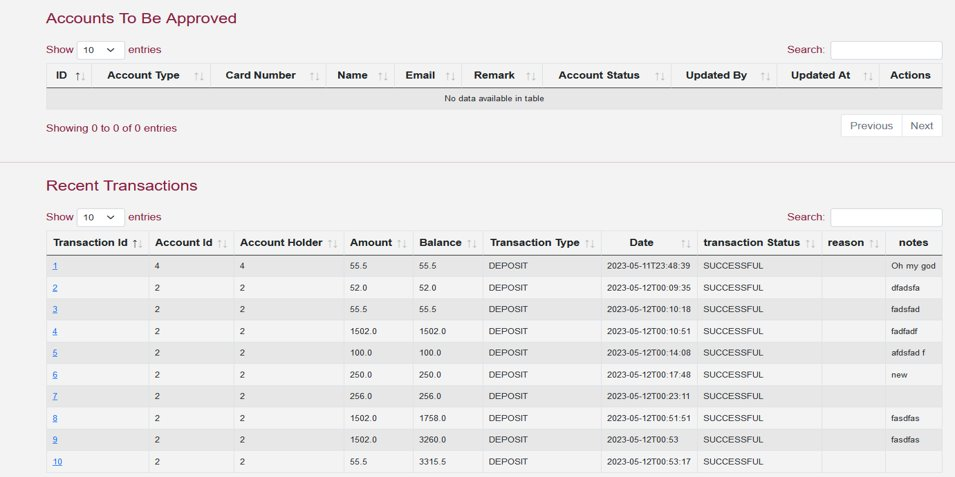 Accounts To Be Approved
Show 10 entries Search:
ID Account Type Card Number Name Email Remark Account Status Updated By Updated At Actions
No data available in table
Showing 0 to 0 of 0 entries Previous Next
Recent Transactions
Show 10 entries Search:
Transaction Id Account Id Account Holder Amount Balance Transaction Type Date transaction Status reason notes
1 4 4 55.5 55.5 DEPOSIT 2023-05-11T23:48:39 SUCCESSFUL Oh my god
2 2 2 52.0 52.0 DEPOSIT 2023-05-12T00:09:35 SUCCESSFUL dfadsfa
3 2 2 55.5 55.5 DEPOSIT 2023-05-12T00:10:18 SUCCESSFUL fadsfad
4 2 2 1502.0 1502.0 DEPOSIT 2023-05-12T00:10:51 SUCCESSFUL fadfadf
5 2 2 100.0 100.0 DEPOSIT 2023-05-12T00:14:08 SUCCESSFUL afdsfad f
6 2 2 250.0 250.0 DEPOSIT 2023-05-12T00:17:48 SUCCESSFUL new
7 2 2 256.0 256.0 DEPOSIT 2023-05-12T00:23:11 SUCCESSFUL
8 2 2 1502.0 1758.0 DEPOSIT 2023-05-12T00:51:51 SUCCESSFUL fasdfas
9 2 2 1502.0 3260.0 DEPOSIT 2023-05-12T00:53 SUCCESSFUL fasdfas
10 2 2 55.5 3315.5 DEPOSIT 2023-05-12T00:53:17 SUCCESSFUL